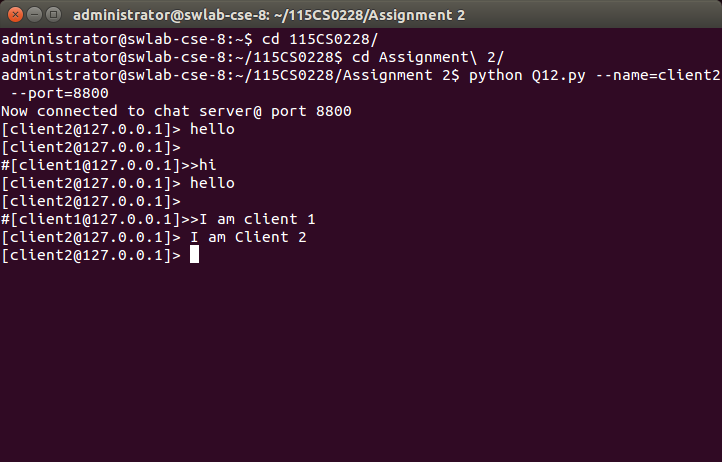 administrator@swlab-cse-8: ~/115CS0228/Assignment 2
administrator@swlab-cse-8:~$ cd 115CS0228/
administrator@swlab-cse-8:~/115CS0228$ cd Assignment\ 2/
administrator@swlab-cse-8:~/115CS0228/Assignment 2$ python Q12.py --name=client2
 --port=8800
Now connected to chat server@ port 8800
[client2@127.0.0.1]> hello
[client2@127.0.0.1]>
#[client1@127.0.0.1]>>hi
[client2@127.0.0.1]> hello
[client2@127.0.0.1]>
#[client1@127.0.0.1]>>I am client 1
[client2@127.0.0.1]> I am Client 2
[client2@127.0.0.1]>